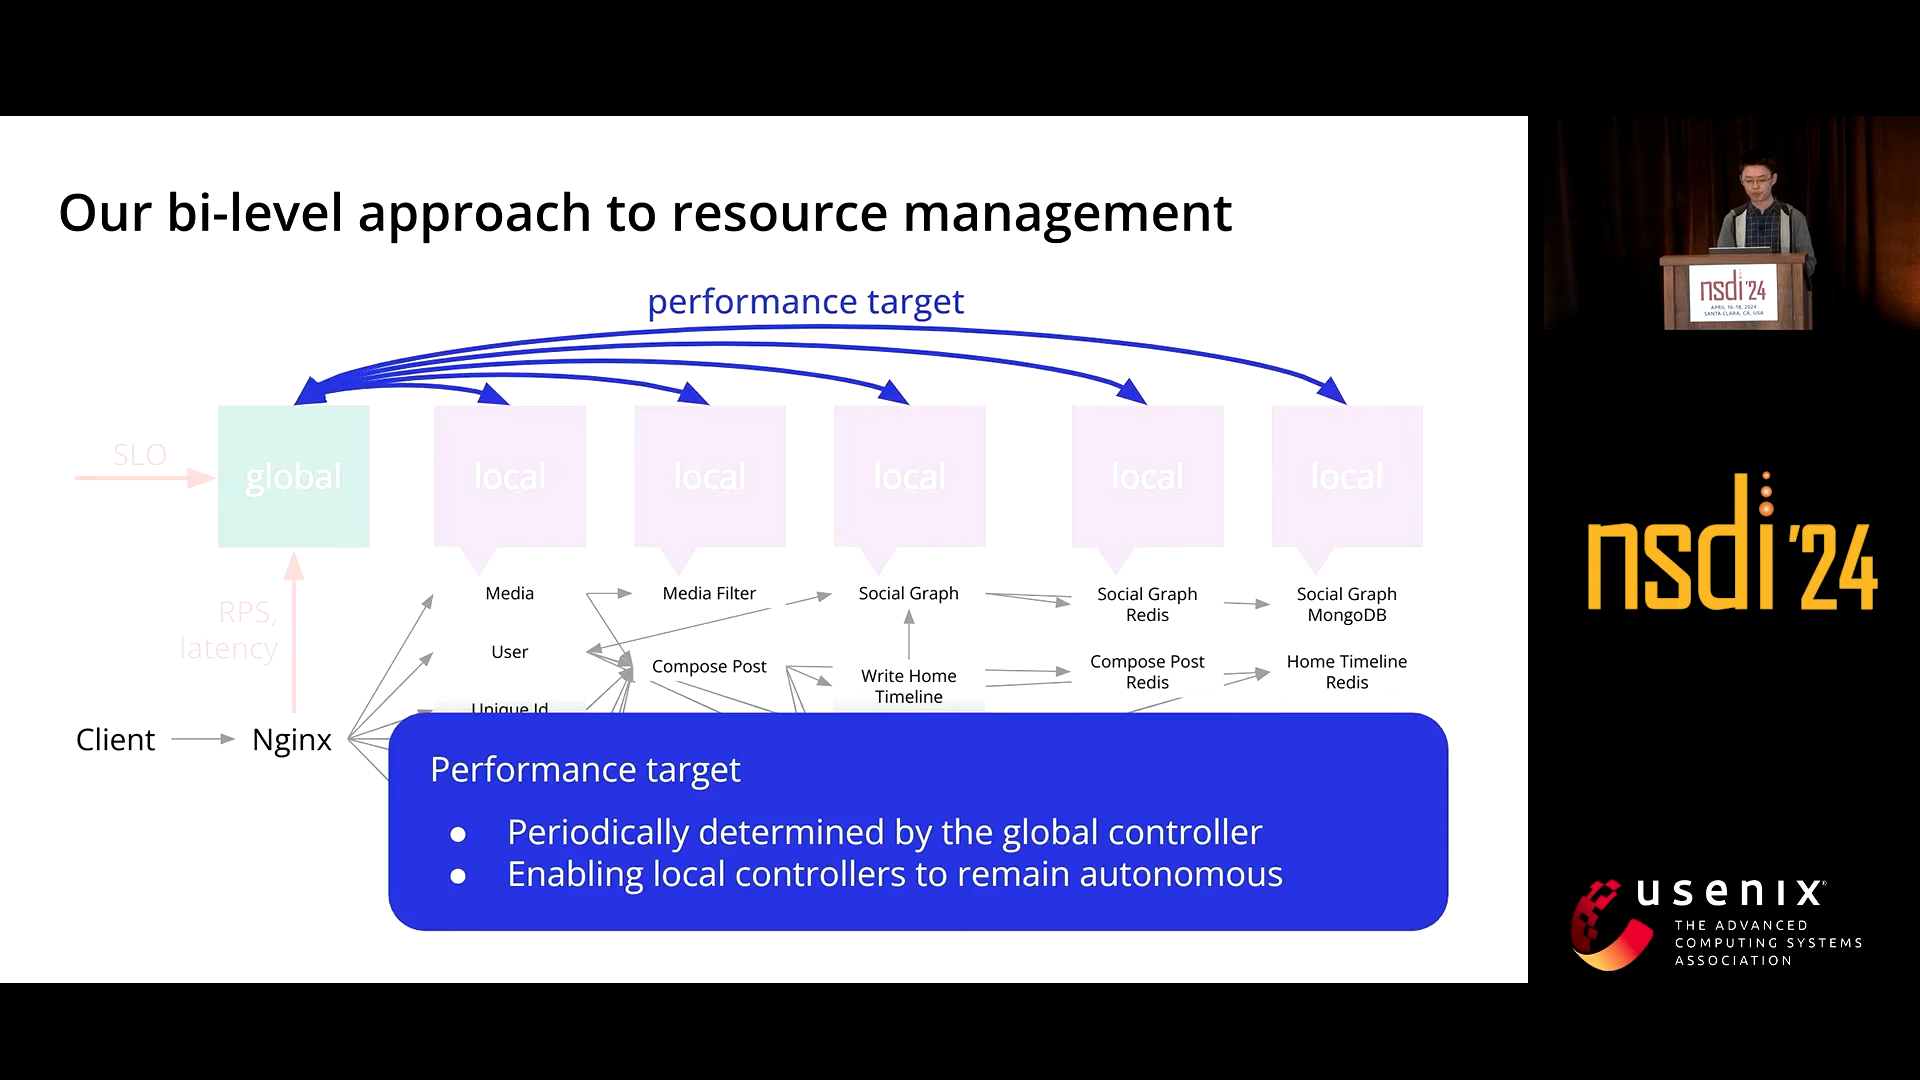 Our bi-level approach to resource management
performance target
SLO
global
local
local
local
local
local
RPS,
latency
Media
Media Filter
Social Graph
Social Graph
Redis
Social Graph
MongoDB
User
Compose Post
Write Home
Timeline
Compose Post
Redis
Home Timeline
Redis
Unique Id
Client
Nginx
Performance target
● Periodically determined by the global controller
● Enabling local controllers to remain autonomous
nsdi '24
APRIL 16-18, 2024
SANTA CLARA, CA, USA
nsdi '24
usenix
THE ADVANCED
COMPUTING SYSTEMS
ASSOCIATION